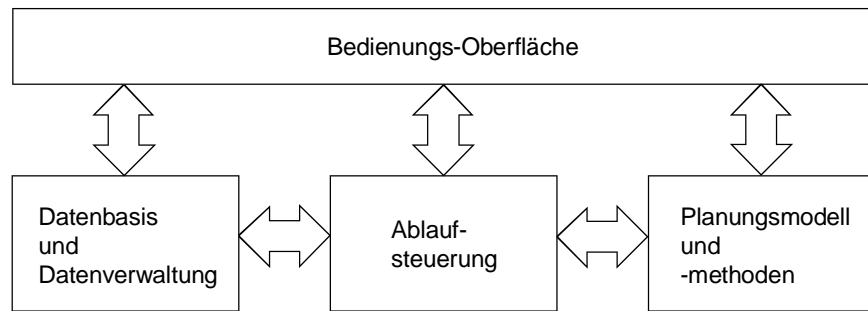 Bedienungs-Oberfläche
Datenbasis
und
Datenverwaltung
Ablauf-
steuerung
Planungsmodell
und
-methoden